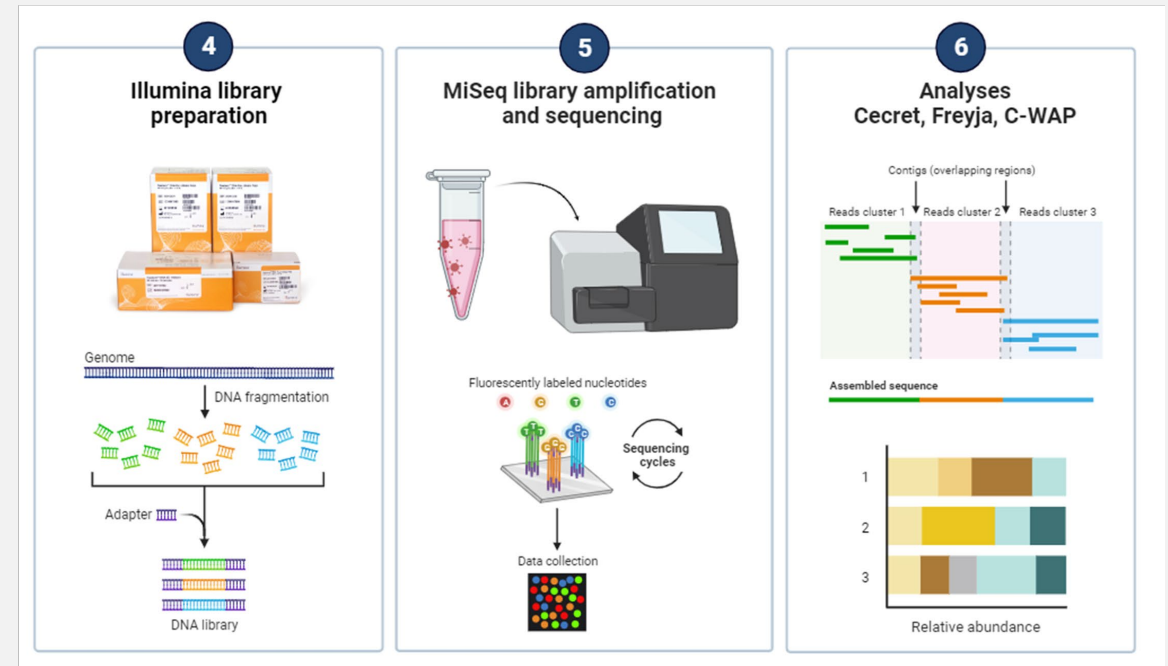 4
Illumina library
preparation
Genome
DNA fragmentation
Adapter
DNA library
5
MiSeq library amplification
and sequencing
Fluorescently labeled nucleotides
A C T C
T T T
C C C
C C C
Sequencing
cycles
Data collection
6
Analyses
Cecret, Freyja, C-WAP
Contigs (overlapping regions)
Reads cluster 1 Reads cluster 2 Reads cluster 3
Assembled sequence
1
2
3
Relative abundance